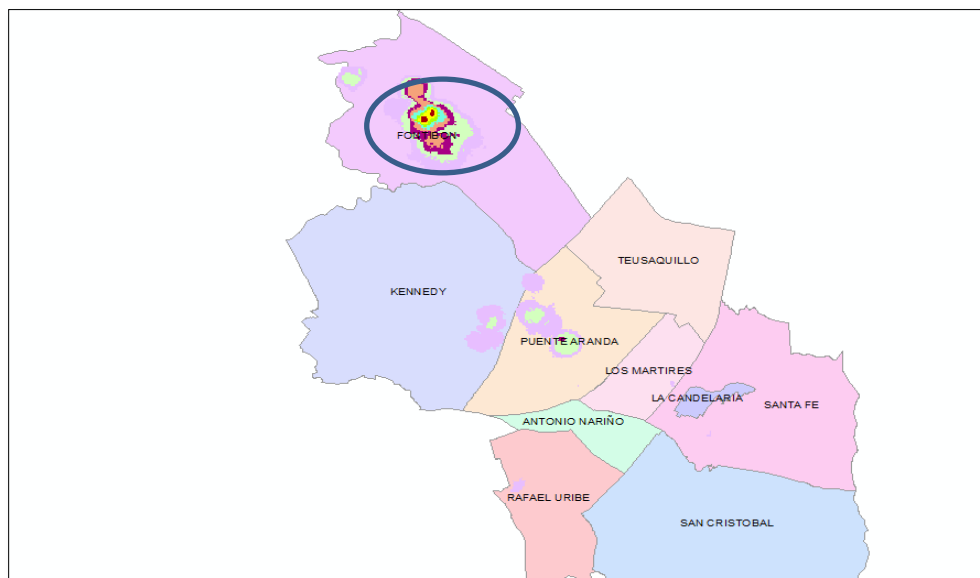 FONTIBON
TEUSAQUILLO
KENNEDY
PUENTE ARANDA
LOS MARTIRES
LA CANDELARIA
SANTA FE
ANTONIO NARIÑO
RAFAEL URIBE
SAN CRISTOBAL